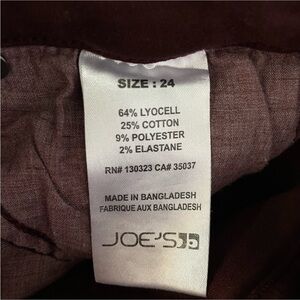 SIZE : 24
64% LYOCELL
25% COTTON
9% POLYESTER
2% ELASTANE
RN# 130323 CA# 35037
MADE IN BANGLADESH
FABRIQUE AUX BANGLADESH
JOE'S